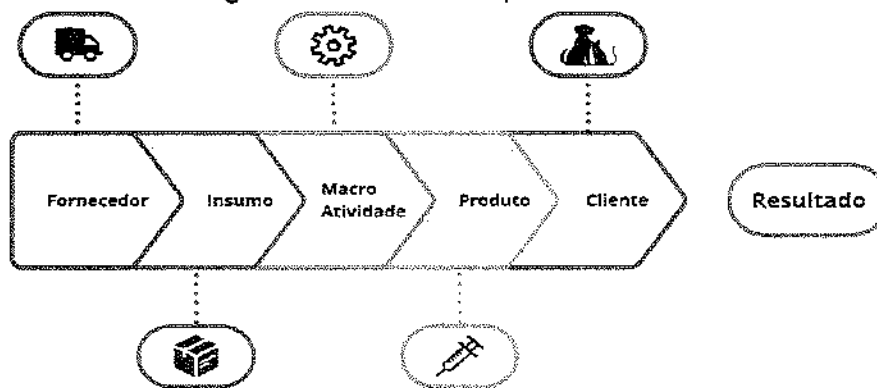 Fornecedor
Insumo
Macro
Atividade
Produto
Cliente
Resultado